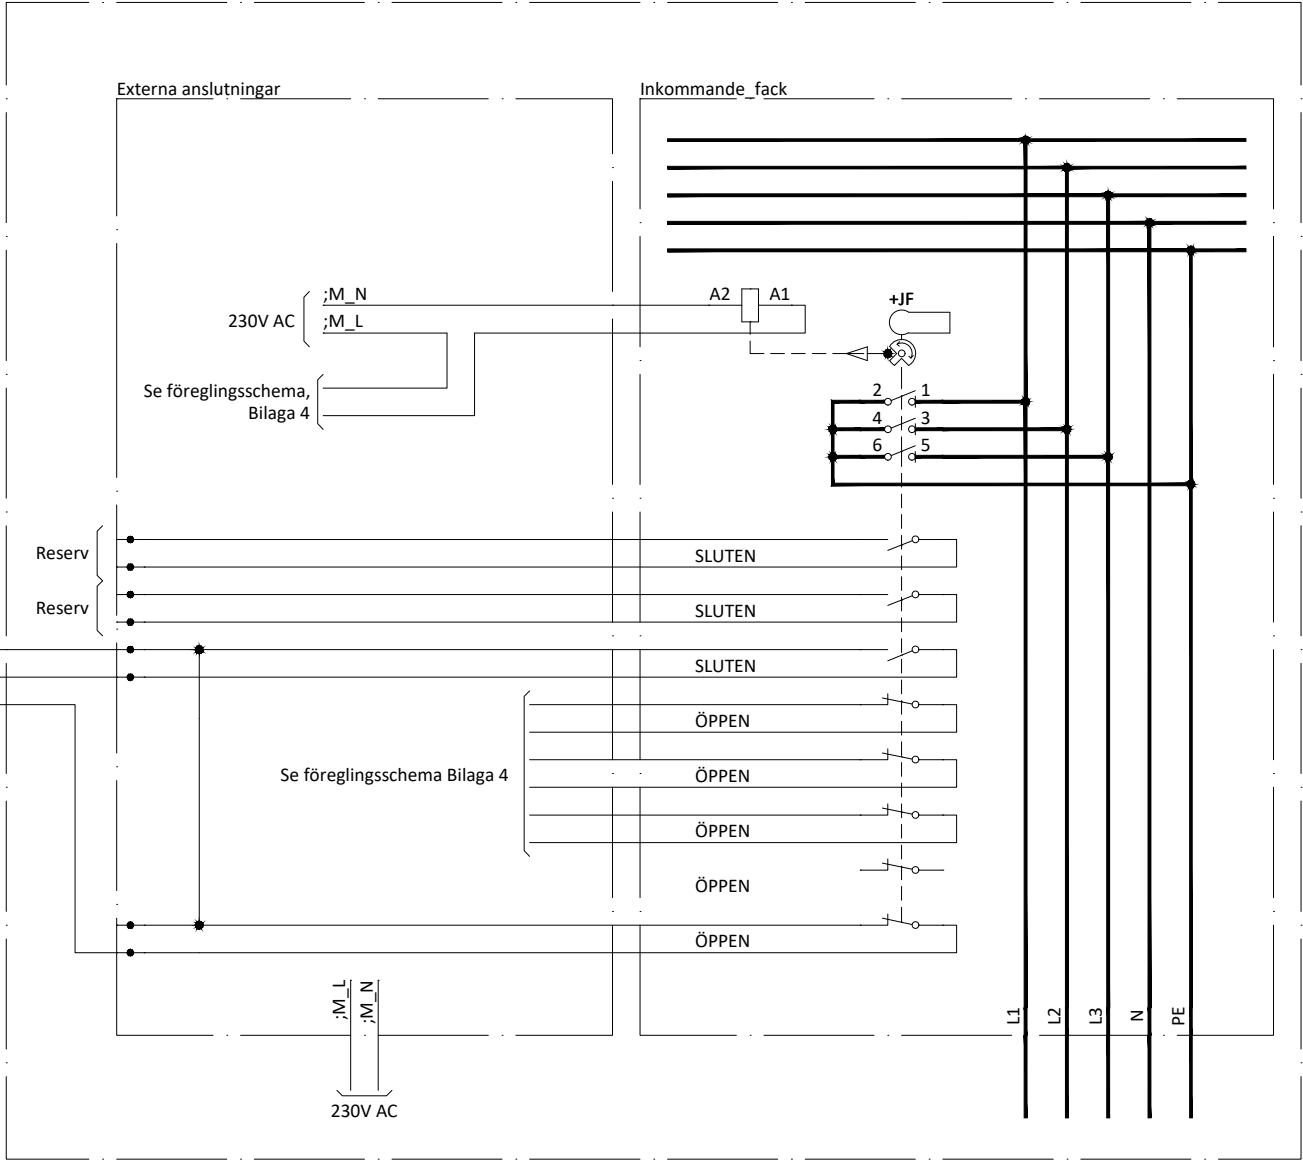 Externa anslutningar
Inkommande_fack
;M_N
A2
A1
+JF
230V AC
;M_L
Se föreglingsschema,
Bilaga 4
2
1
4
3
6
5
Reserv
SLUTEN
Reserv
SLUTEN
SLUTEN
ÖPPEN
Se föreglingsschema Bilaga 4
ÖPPEN
ÖPPEN
ÖPPEN
ÖPPEN
;M_L
;M_N
L1
L2
L3
N
PE
230V AC